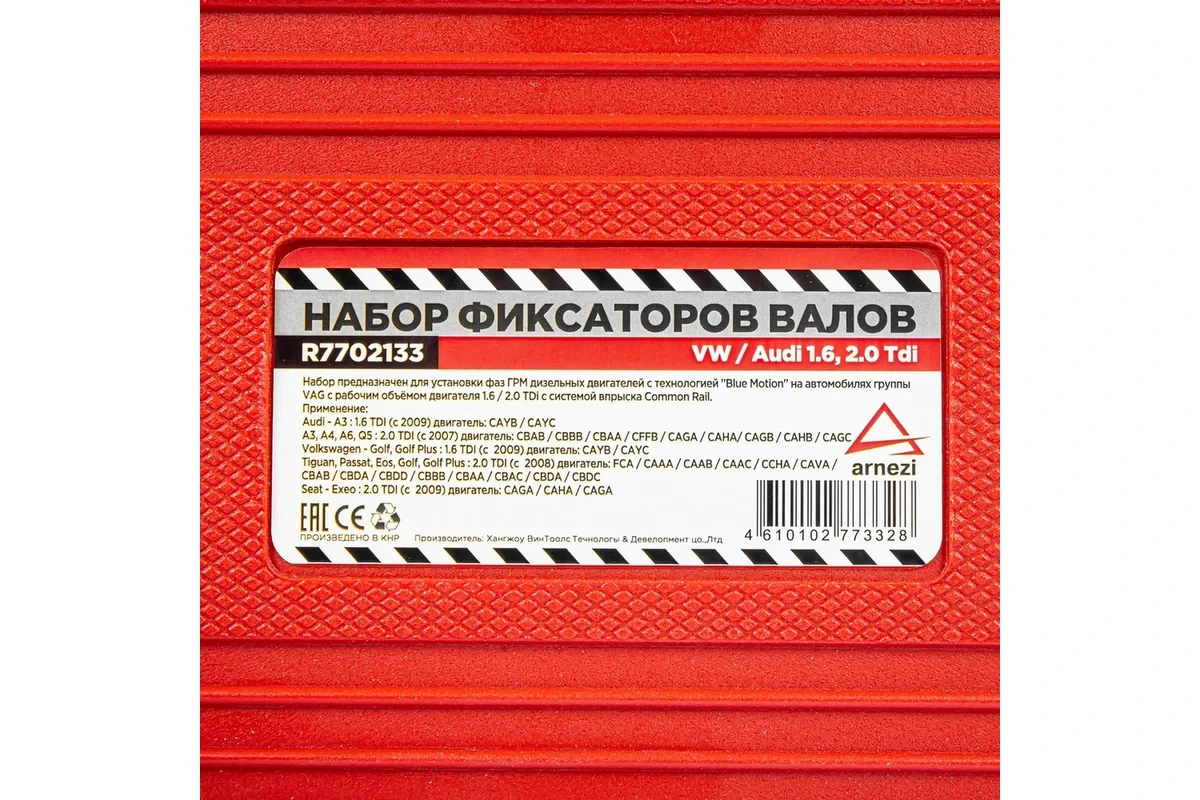 НАБОР ФИКСАТОРОВ ВАЛОВ
R7702133
VW / Audi 1.6, 2.0 Tdi
Набор предназначен для установки фаз ГРМ дизельных двигателей с технологией "Blue Motion" на автомобилях группы
VAG с рабочим объёмом двигателя 1.6 / 2.0 TDi с системой впрыска Common Rail.
Применение:
Audi - A3 : 1.6 TDI (с 2009) двигатель: CAYB / CAYC
A3, A4, A6, Q5 : 2.0 TDI (с 2007) двигатель: CBAB / CBBB / CBAA / CFFB / CAGA / CAHA/ CAGB / CAHB / CAGC
Volkswagen - Golf, Golf Plus : 1.6 TDI (с 2009) двигатель: CAYB / CAYC
Tiguan, Passat, Eos, Golf, Golf Plus : 2.0 TDI (с 2008) двигатель: FCA / CAAA / CAAB / CAAC / CCHA / CAVA /
CBAB / CBDA / CBDD / CBBB / CBAA / CBAC / CBDA / CBDC
Seat - Exeo : 2.0 TDI (с 2009) двигатель: CAGA / CAHA / CAGA
arnezi
EAC CE
ПРОИЗВЕДЕНО В КНР
Производитель: Хангжоу ВинТоолс Течнологы & Девелопмент цо.,Лтд
4 610102 773328